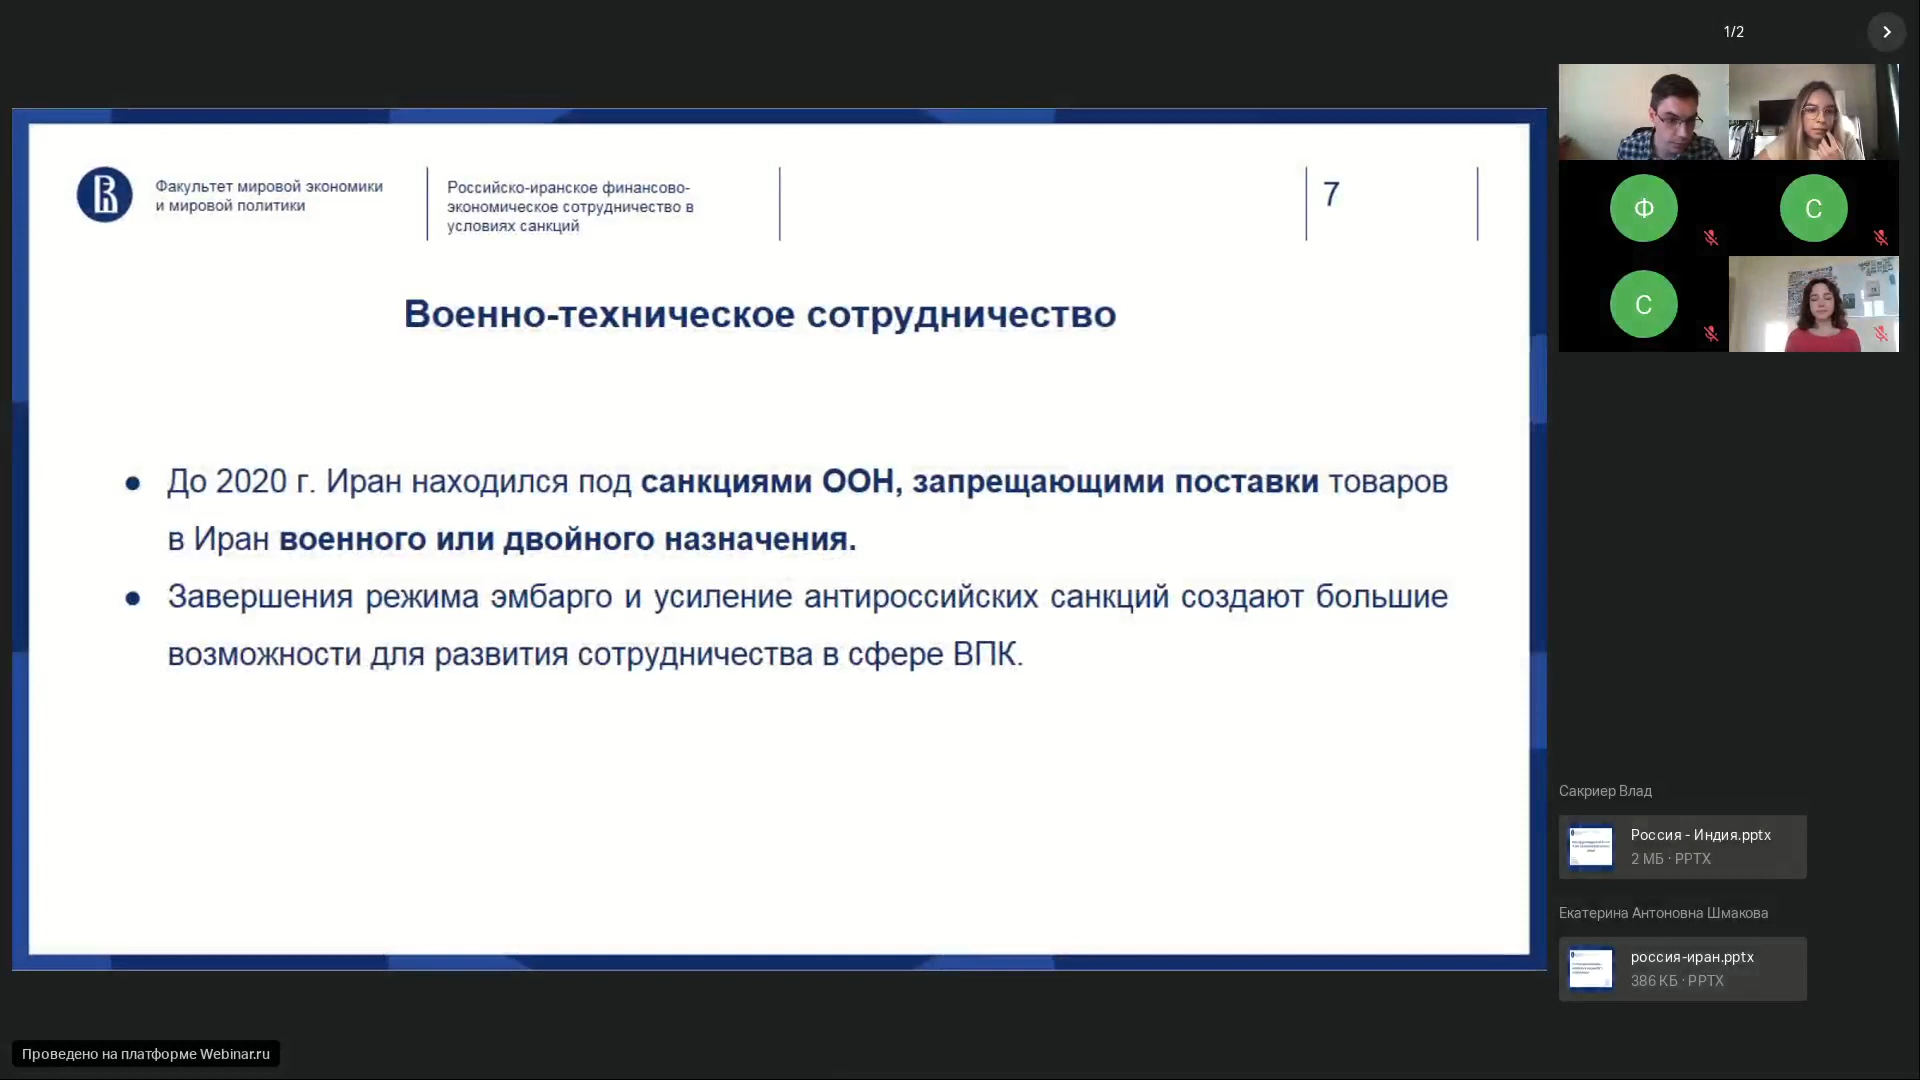 1/2
Факультет мировой экономики
и мировой политики
Российско-иранское финансово-
экономическое сотрудничество в
условиях санкций
7
Военно-техническое сотрудничество
● До 2020 г. Иран находился под санкциями ООН, запрещающими поставки товаров
в Иран военного или двойного назначения.
● Завершения режима эмбарго и усиление антироссийских санкций создают большие
возможности для развития сотрудничества в сфере ВПК.
Ф
С
С
Сакриер Влад
Россия - Индия.pptx
2 МБ · PPTX
Екатерина Антоновна Шмакова
россия-иран.pptx
386 КБ · PPTX
Проведено на платформе Webinar.ru